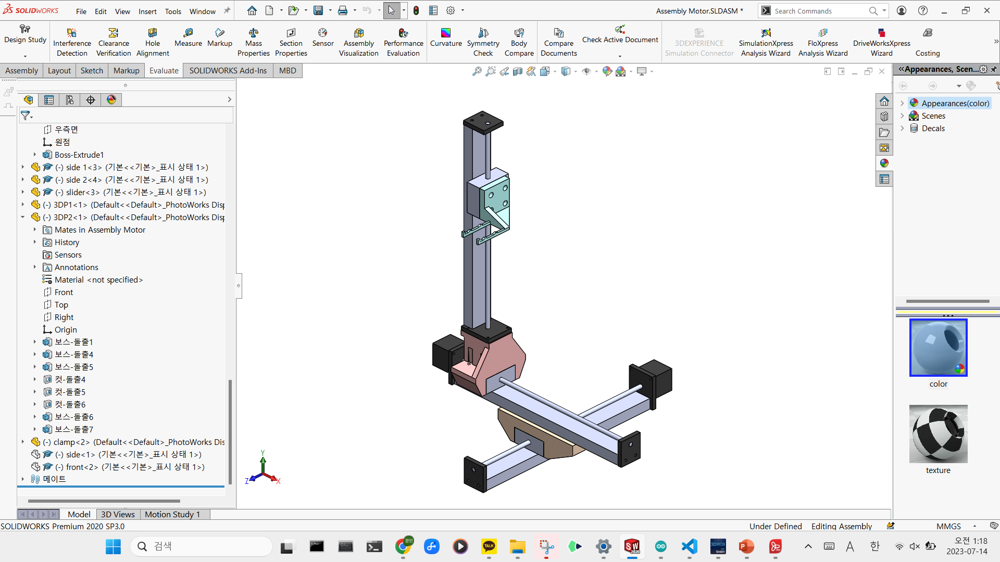 SOLIDWORKS
File Edit View Insert Tools Window
Assembly Motor.SLDASM *
Search Commands
Design Study
Interference Detection
Clearance Verification
Hole Alignment
Measure
Markup
Mass Properties
Section Properties
Sensor
Assembly Visualization
Performance Evaluation
Curvature
Symmetry Check
Body Compare
Compare Documents
Check Active Document
3DEXPERIENCE Simulation Connector
SimulationXpress Analysis Wizard
FloXpress Analysis Wizard
DriveWorksXpress Wizard
Costing
Assembly Layout Sketch Markup Evaluate SOLIDWORKS Add-Ins MBD
우측면
원점
Boss-Extrude1
(-) side 1<3> (기본<<기본>_표시 상태 1>)
(-) side 2<4> (기본<<기본>_표시 상태 1>)
(-) slider<3> (기본<<기본>_표시 상태 1>)
(-) 3DP1<1> (Default<<Default>_PhotoWorks Disp
(-) 3DP2<1> (Default<<Default>_PhotoWorks Disp
Mates in Assembly Motor
History
Sensors
Annotations
Material <not specified>
Front
Top
Right
Origin
보스-돌출1
보스-돌출4
보스-돌출5
컷-돌출4
컷-돌출5
컷-돌출6
보스-돌출6
보스-돌출7
(-) clamp<2> (Default<<Default>_PhotoWorks Dis
(-) side<1> (기본<<기본>_표시 상태 1>)
(-) front<2> (기본<<기본>_표시 상태 1>)
메이트
Y
Z
X
Appearances, Scen...
Appearances(color)
Scenes
Decals
color
texture
Model 3D Views Motion Study 1
SOLIDWORKS Premium 2020 SP3.0
Under Defined Editing Assembly
MMGS
검색
경민
TALK
SW
2020
3DWOX
Sindoh
P
PDF
A 한
오전 1:18
2023-07-14